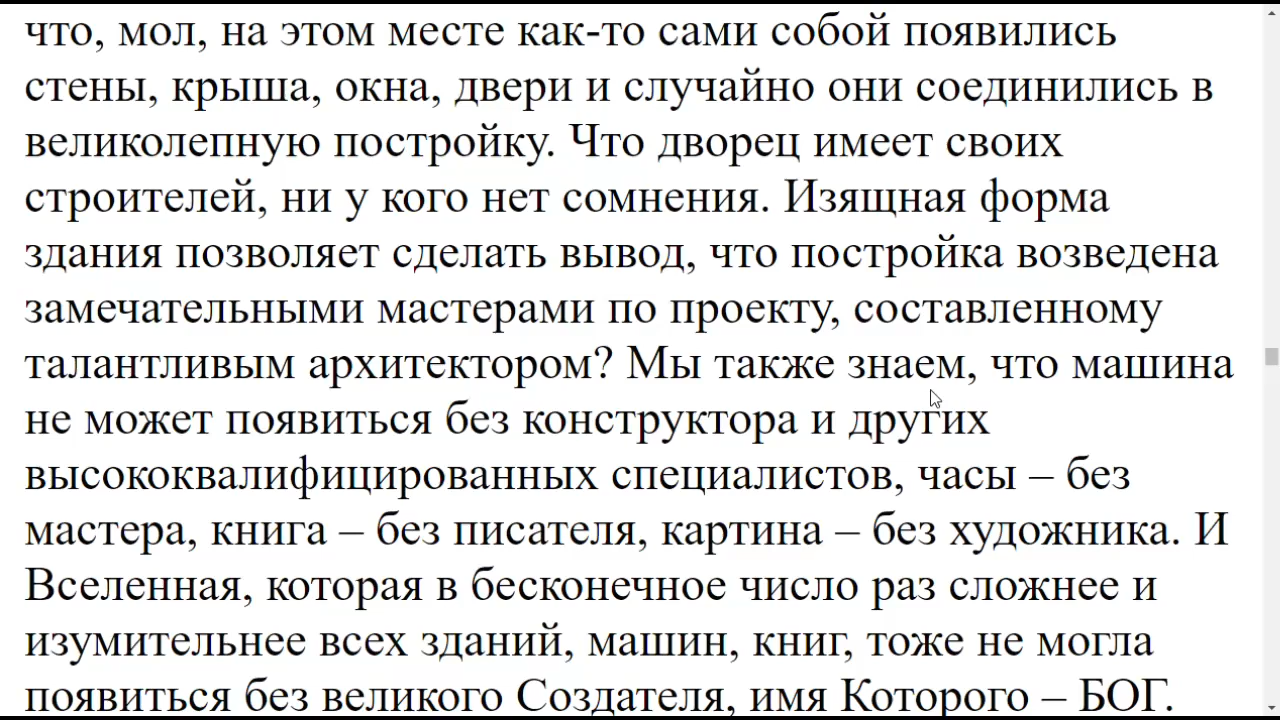 что, мол, на этом месте как-то сами собой появились
стены, крыша, окна, двери и случайно они соединились в
великолепную постройку. Что дворец имеет своих
строителей, ни у кого нет сомнения. Изящная форма
здания позволяет сделать вывод, что постройка возведена
замечательными мастерами по проекту, составленному
талантливым архитектором? Мы также знаем, что машина
не может появиться без конструктора и других
высококвалифицированных специалистов, часы – без
мастера, книга – без писателя, картина – без художника. И
Вселенная, которая в бесконечное число раз сложнее и
изумительнее всех зданий, машин, книг, тоже не могла
появиться без великого Создателя, имя Которого – БОГ.